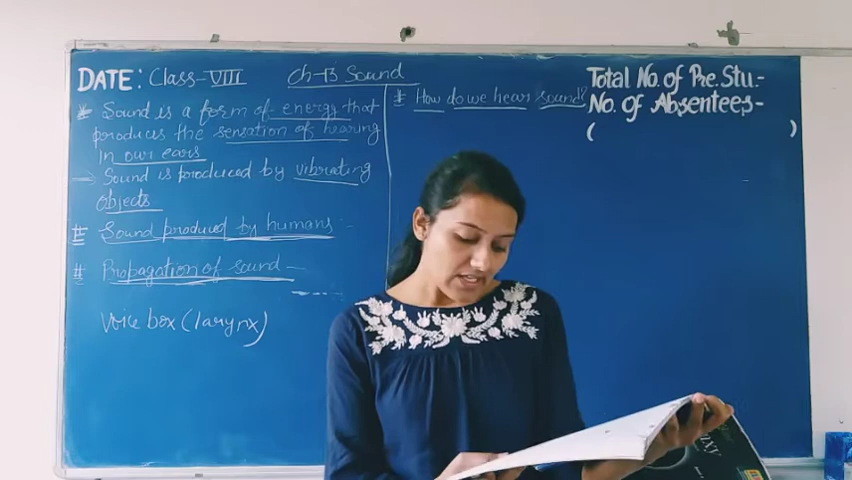 DATE: Class-VIII
Ch-13 Sound
* Sound is a form of energy that
produces the sensation of hearing
in our ears
→ Sound is produced by vibrating
objects
# Sound produced by humans:-
# Propagation of sound -
Voice box (larynx)
* How do we hear sound?
Total No. of Pre. Stu.-
No. of Absentees-
( )